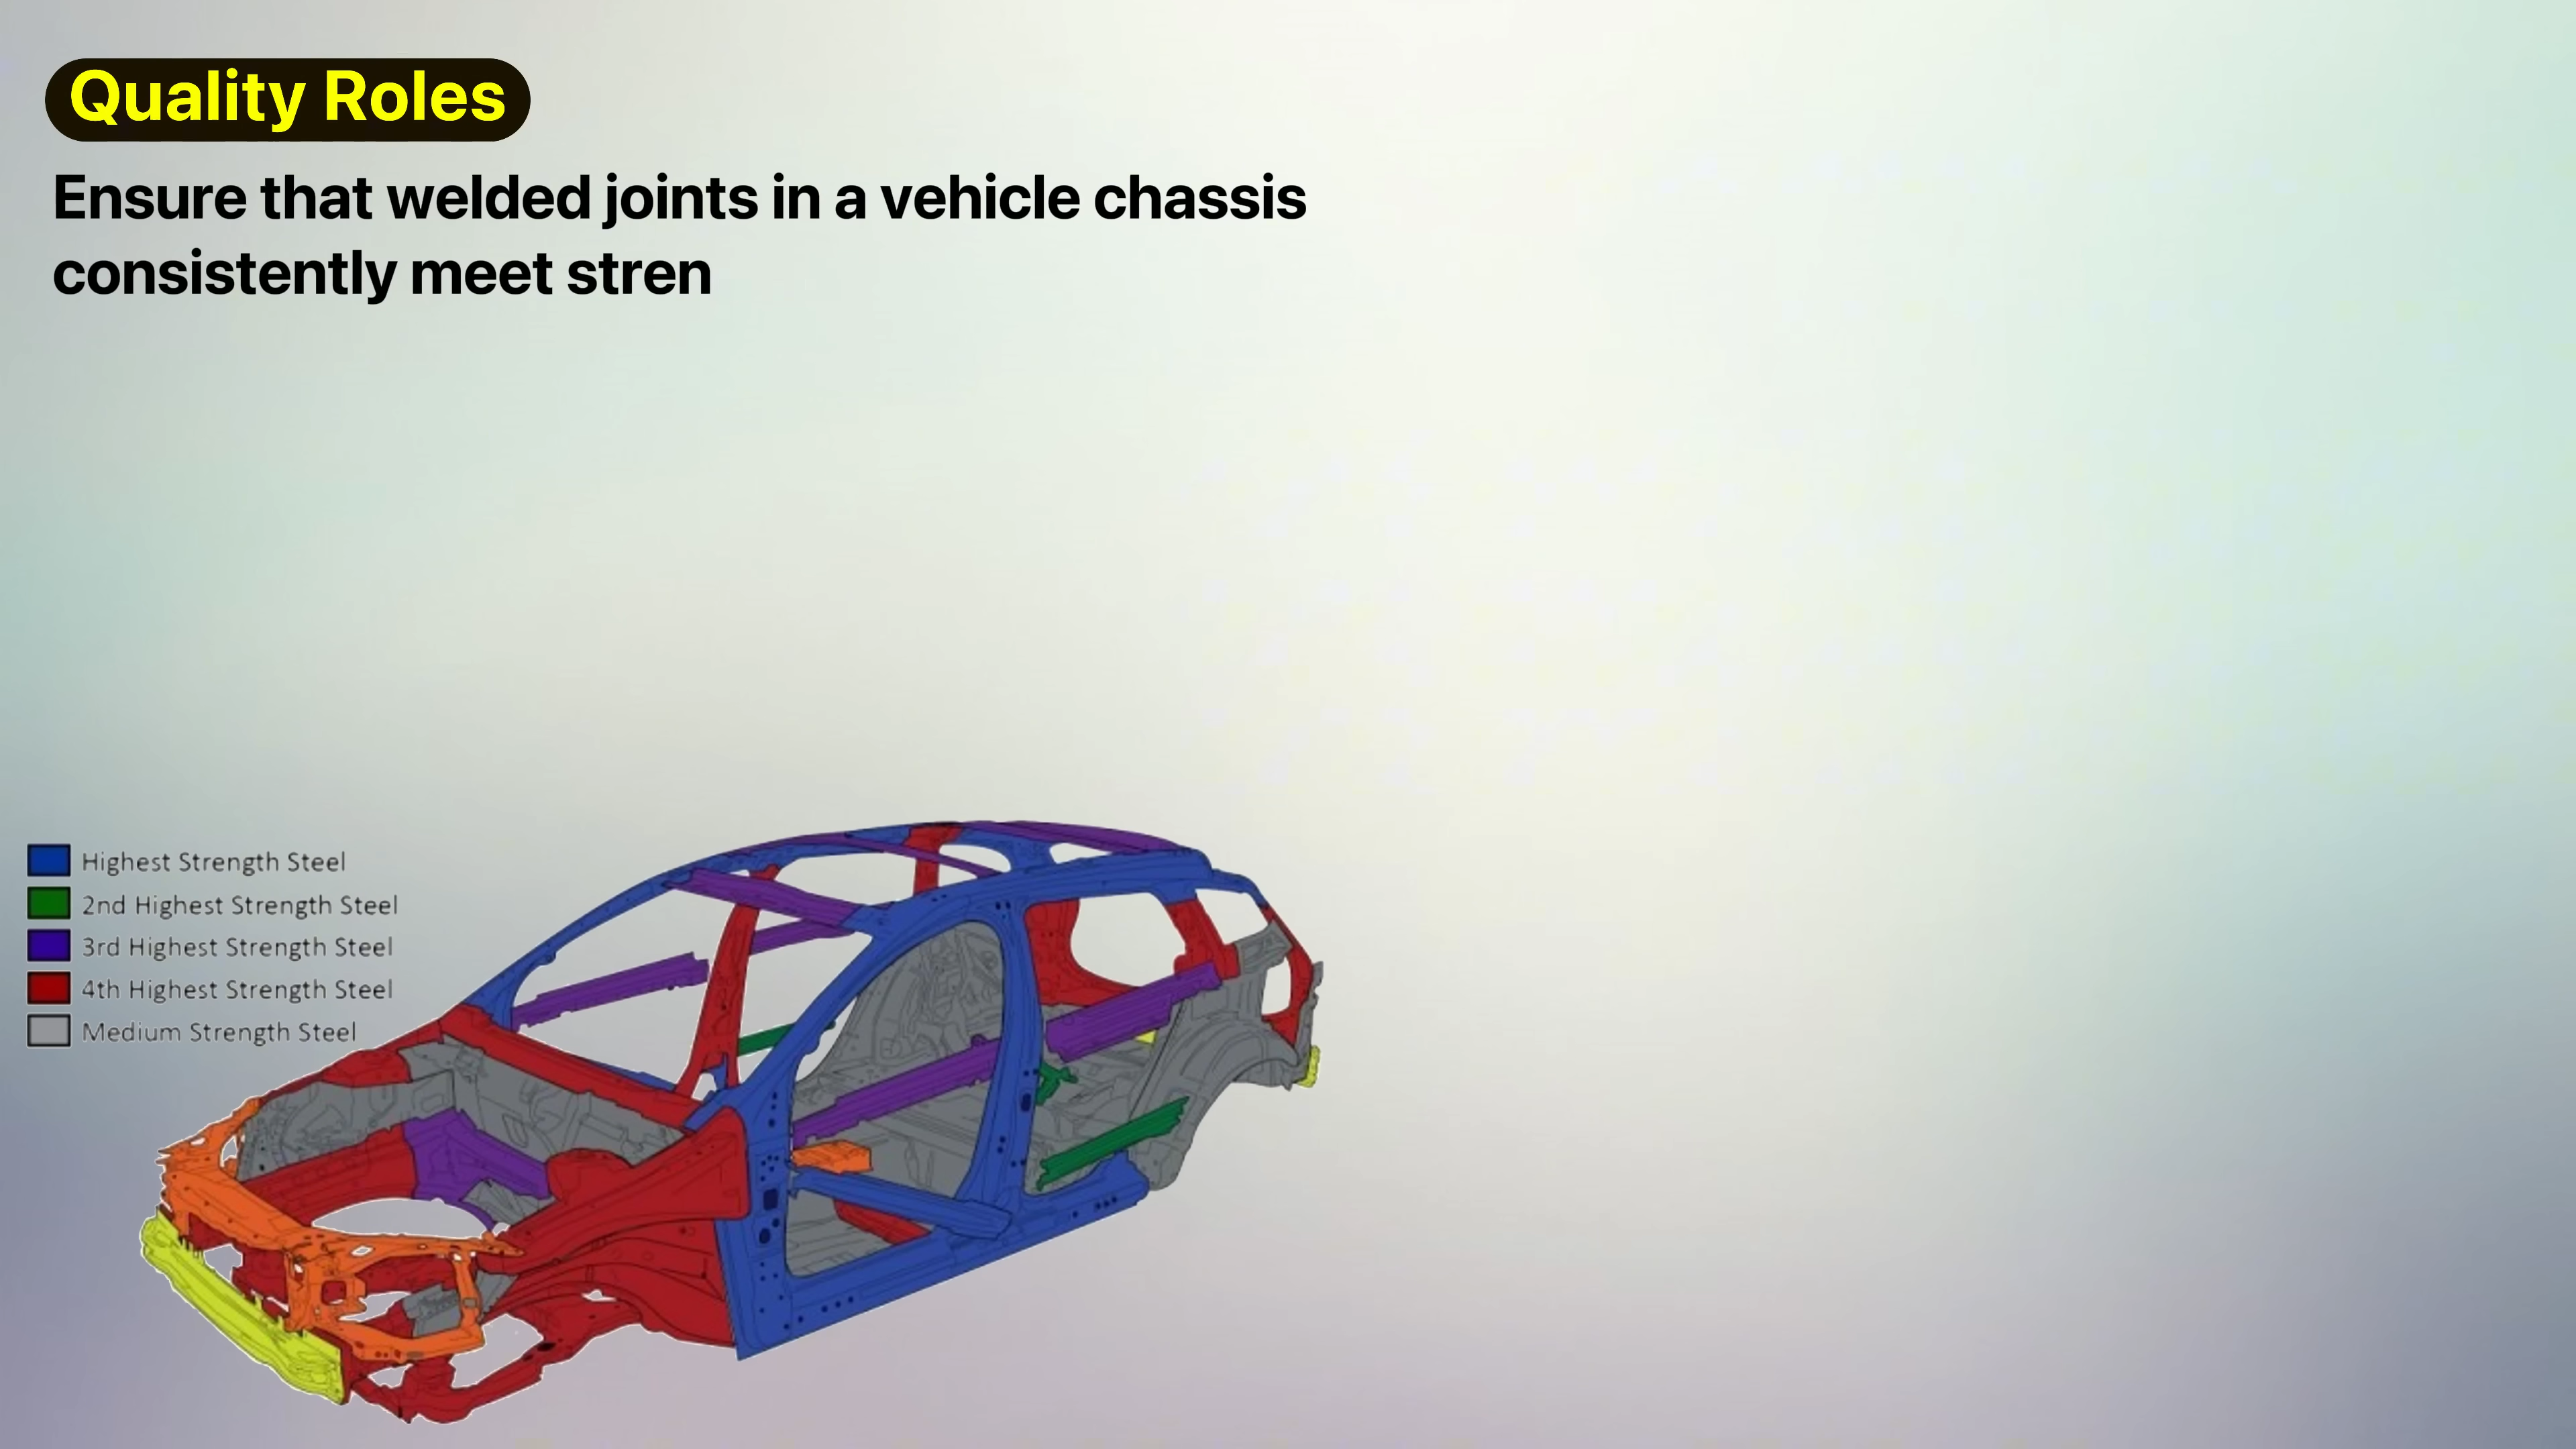 Quality Roles
Ensure that welded joints in a vehicle chassis
consistently meet stren
Highest Strength Steel
2nd Highest Strength Steel
3rd Highest Strength Steel
4th Highest Strength Steel
Medium Strength Steel